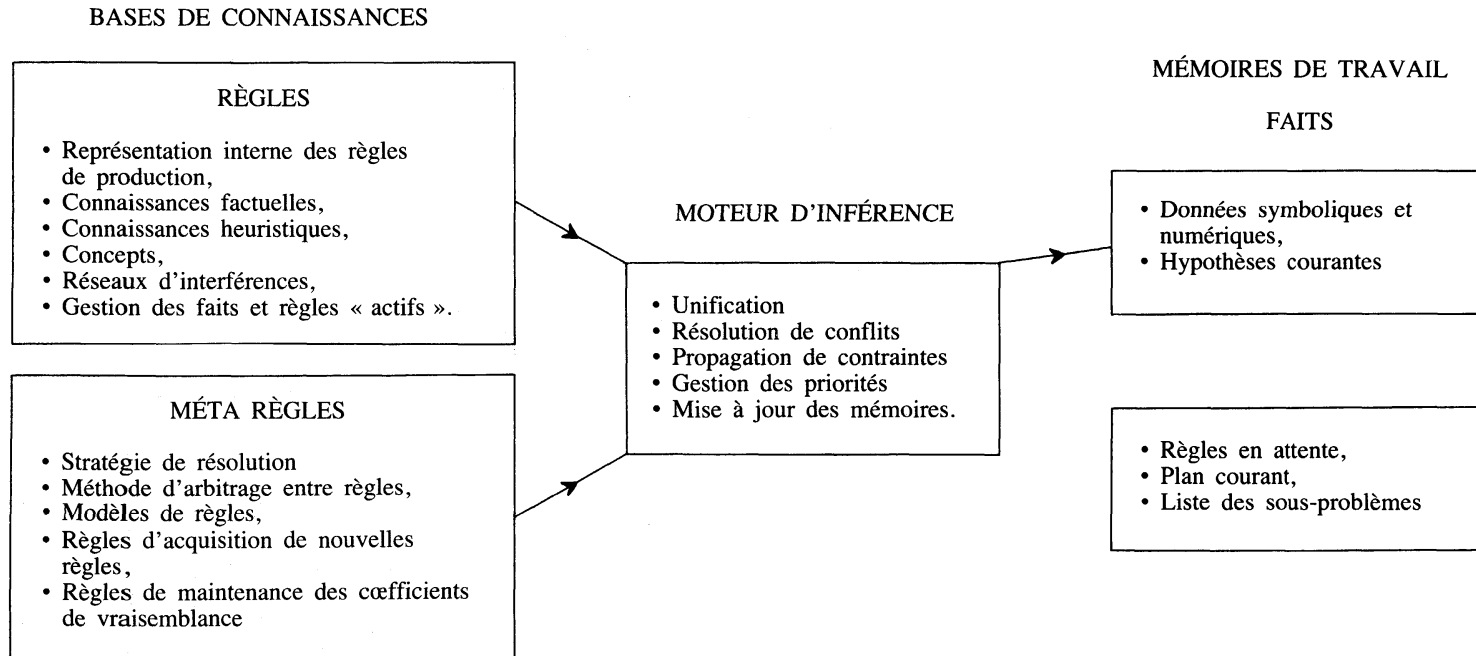 BASES DE CONNAISSANCES
RÈGLES
• Représentation interne des règles
de production,
• Connaissances factuelles,
• Connaissances heuristiques,
• Concepts,
• Réseaux d'interférences,
• Gestion des faits et règles « actifs ».
MÉTA RÈGLES
• Stratégie de résolution
• Méthode d'arbitrage entre règles,
• Modèles de règles,
• Règles d'acquisition de nouvelles
règles,
• Règles de maintenance des cœfficients
de vraisemblance
MOTEUR D'INFÉRENCE
• Unification
• Résolution de conflits
• Propagation de contraintes
• Gestion des priorités
• Mise à jour des mémoires.
MÉMOIRES DE TRAVAIL
FAITS
• Données symboliques et
numériques,
• Hypothèses courantes
• Règles en attente,
• Plan courant,
• Liste des sous-problèmes